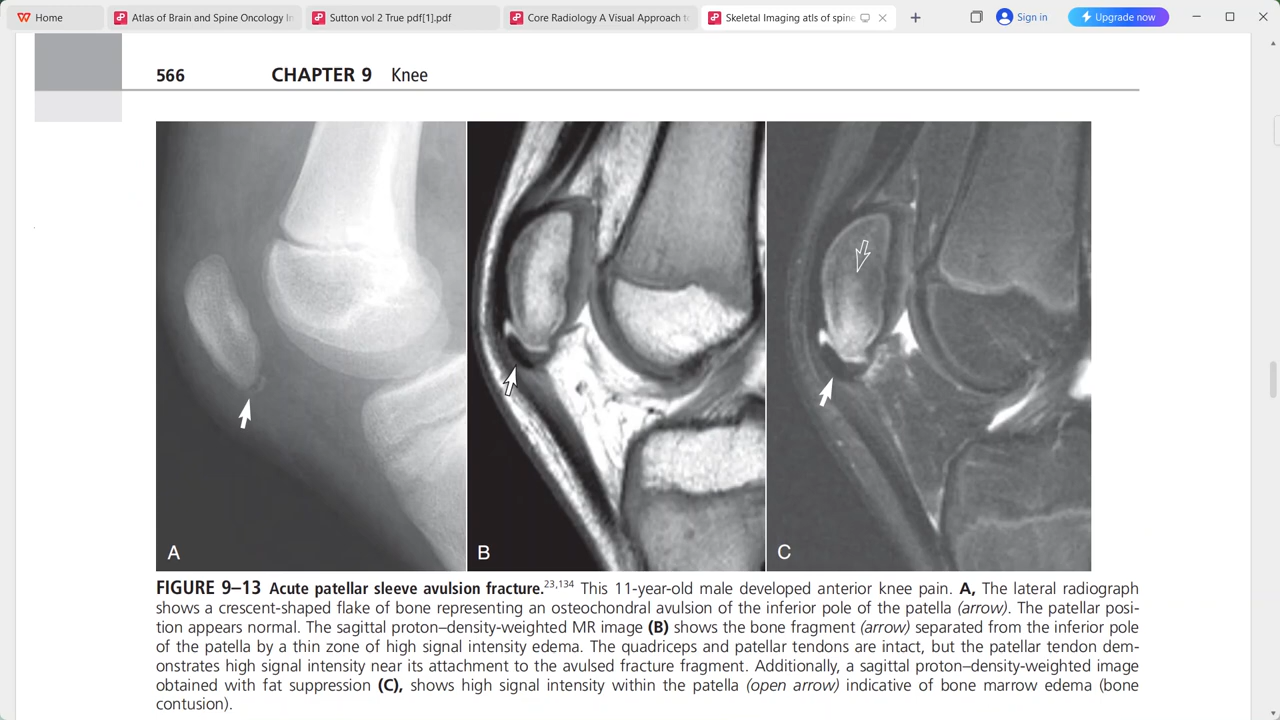 Home
Atlas of Brain and Spine Oncology I
Sutton vol 2 True pdf[1].pdf
Core Radiology A Visual Approach to
Skeletal Imaging atls of spine
Sign in
Upgrade now
566 CHAPTER 9 Knee
A
B
C
FIGURE 9–13 Acute patellar sleeve avulsion fracture.23,134 This 11-year-old male developed anterior knee pain. A, The lateral radiograph
shows a crescent-shaped flake of bone representing an osteochondral avulsion of the inferior pole of the patella (arrow). The patellar posi-
tion appears normal. The sagittal proton–density-weighted MR image (B) shows the bone fragment (arrow) separated from the inferior pole
of the patella by a thin zone of high signal intensity edema. The quadriceps and patellar tendons are intact, but the patellar tendon dem-
onstrates high signal intensity near its attachment to the avulsed fracture fragment. Additionally, a sagittal proton–density-weighted image
obtained with fat suppression (C), shows high signal intensity within the patella (open arrow) indicative of bone marrow edema (bone
contusion).